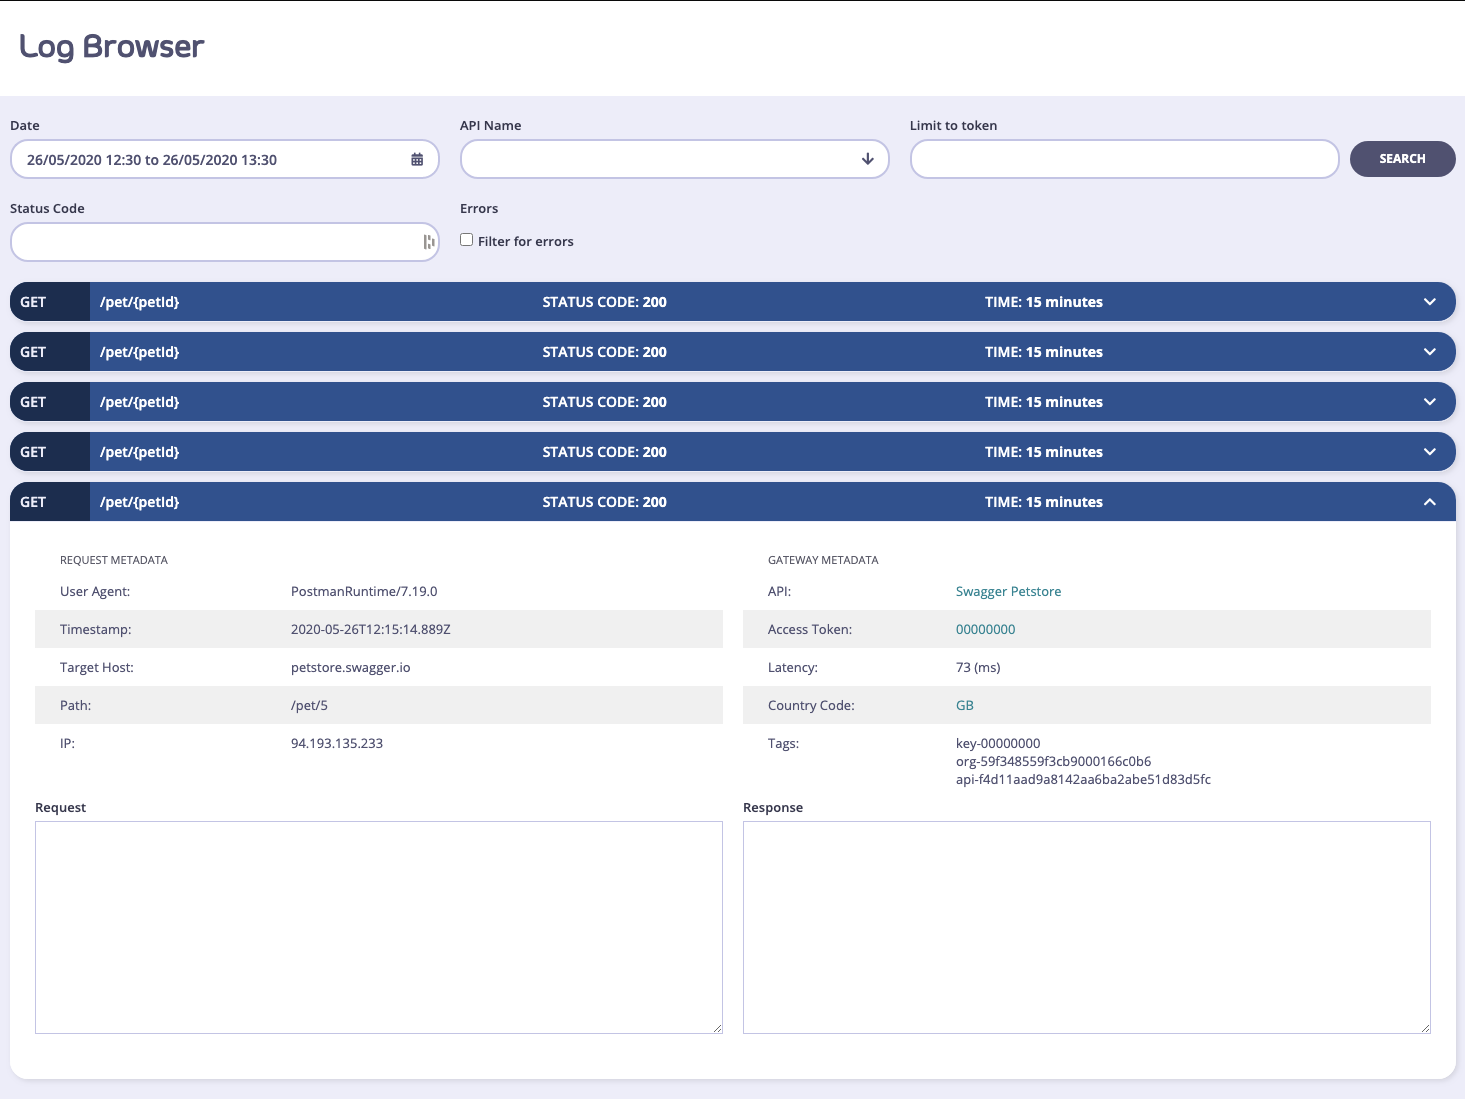 Log Browser
Date
API Name
Limit to token
26/05/2020 12:30 to 26/05/2020 13:30
SEARCH
Status Code
Errors
Filter for errors
GET /pet/{petId} STATUS CODE: 200 TIME: 15 minutes
GET /pet/{petId} STATUS CODE: 200 TIME: 15 minutes
GET /pet/{petId} STATUS CODE: 200 TIME: 15 minutes
GET /pet/{petId} STATUS CODE: 200 TIME: 15 minutes
GET /pet/{petId} STATUS CODE: 200 TIME: 15 minutes
REQUEST METADATA
User Agent: PostmanRuntime/7.19.0
Timestamp: 2020-05-26T12:15:14.889Z
Target Host: petstore.swagger.io
Path: /pet/5
IP: 94.193.135.233
GATEWAY METADATA
API: Swagger Petstore
Access Token: 00000000
Latency: 73 (ms)
Country Code: GB
Tags: key-00000000
org-59f348559f3cb9000166c0b6
api-f4d11aad9a8142aa6ba2abe51d83d5fc
Request
Response